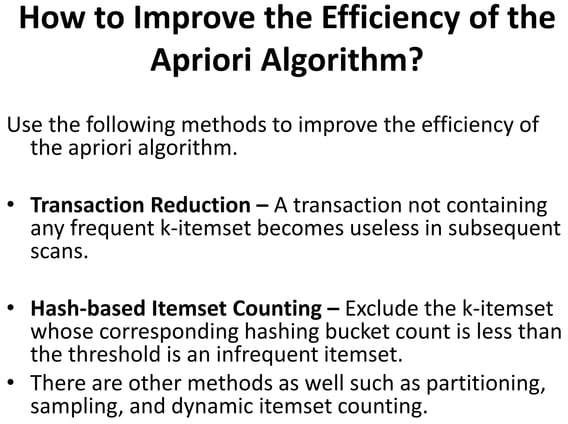 How to Improve the Efficiency of the
Apriori Algorithm?
Use the following methods to improve the efficiency of
the apriori algorithm.
• Transaction Reduction – A transaction not containing
any frequent k-itemset becomes useless in subsequent
scans.
• Hash-based Itemset Counting – Exclude the k-itemset
whose corresponding hashing bucket count is less than
the threshold is an infrequent itemset.
• There are other methods as well such as partitioning,
sampling, and dynamic itemset counting.